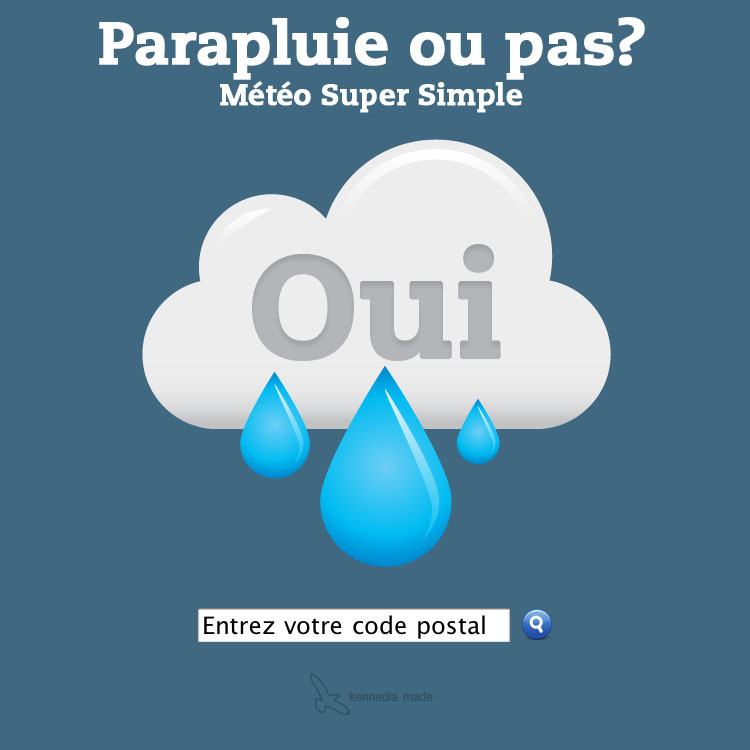 Parapluie ou pas?
Météo Super Simple
Oui
Entrez votre code postal
kennedia made